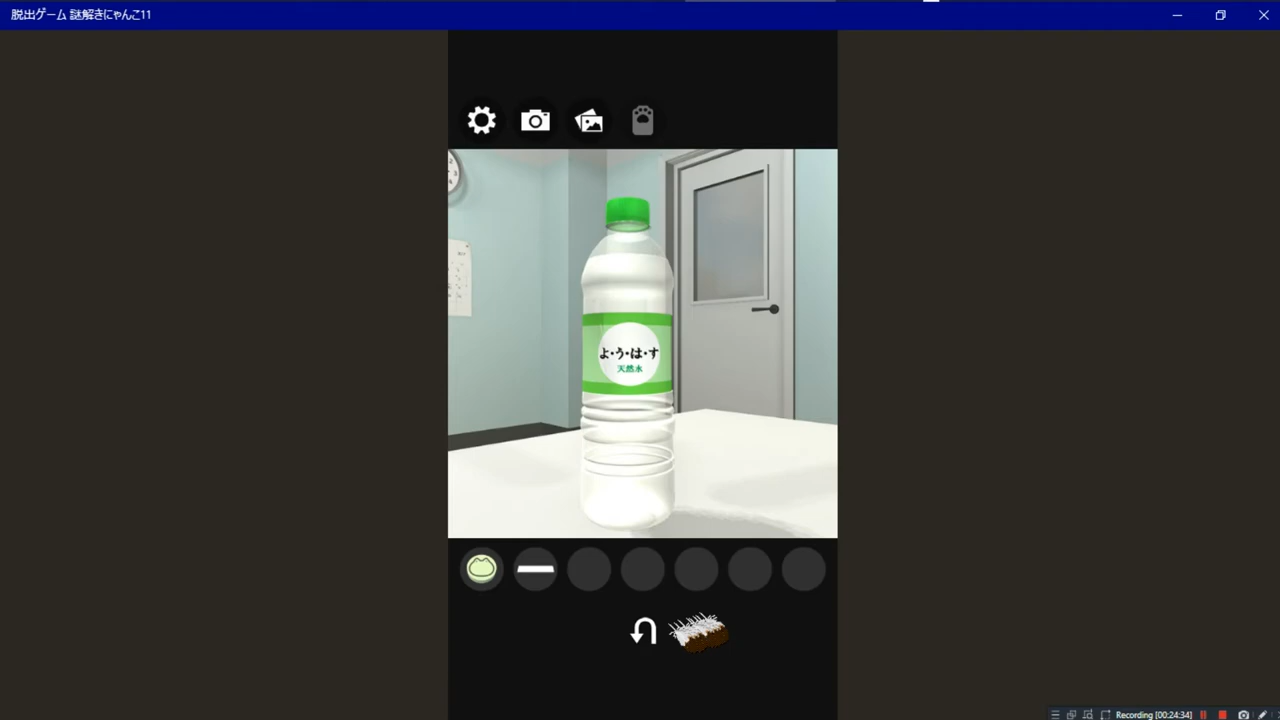 脱出ゲーム 謎解きにゃんこ11
よ・う・は・す
天然水
Recording [00:24:34]